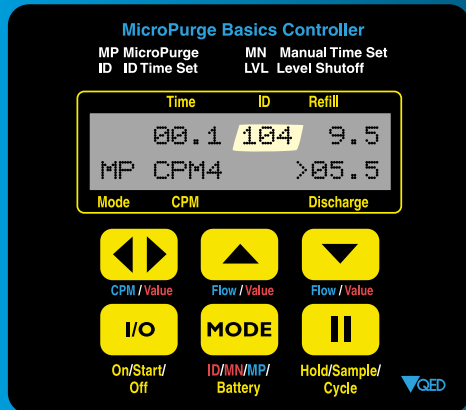 MicroPurge Basics Controller
MP MicroPurge MN Manual Time Set
ID ID Time Set LVL Level Shutoff
Time ID Refill
00.1 104 9.5
MP CPM4 >05.5
Mode CPM Discharge
CPM / Value Flow / Value Flow / Value
I/O MODE
On/Start/ ID/MN/MP/ Hold/Sample/
Off Battery Cycle
QED